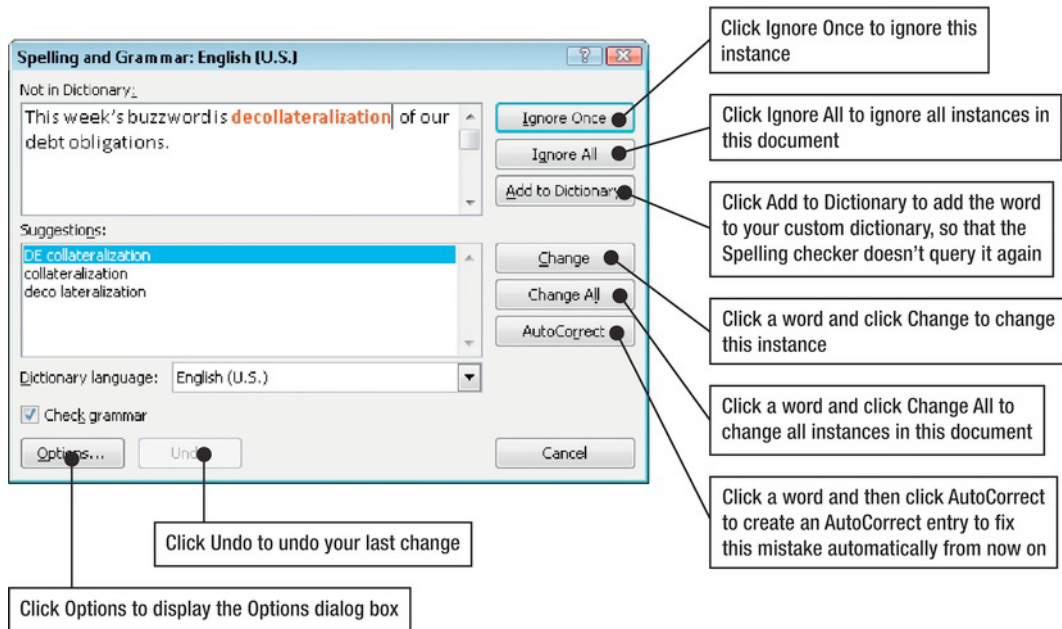 Click Ignore Once to ignore this
instance
Spelling and Grammar: English (U.S.)
Not in Dictionary:
This week's buzzword is decollateralization of our
debt obligations.
Ignore Once
Ignore All
Add to Dictionary
Click Ignore All to ignore all instances in
this document
Click Add to Dictionary to add the word
to your custom dictionary, so that the
Spelling checker doesn't query it again
Suggestions:
DE collateralization
collateralization
deco lateralization
Change
Change All
AutoCorrect
Click a word and click Change to change
this instance
Dictionary language:
English (U.S.)
Check grammar
Click a word and click Change All to
change all instances in this document
Options...
Undo
Cancel
Click a word and then click AutoCorrect
to create an AutoCorrect entry to fix
this mistake automatically from now on
Click Undo to undo your last change
Click Options to display the Options dialog box